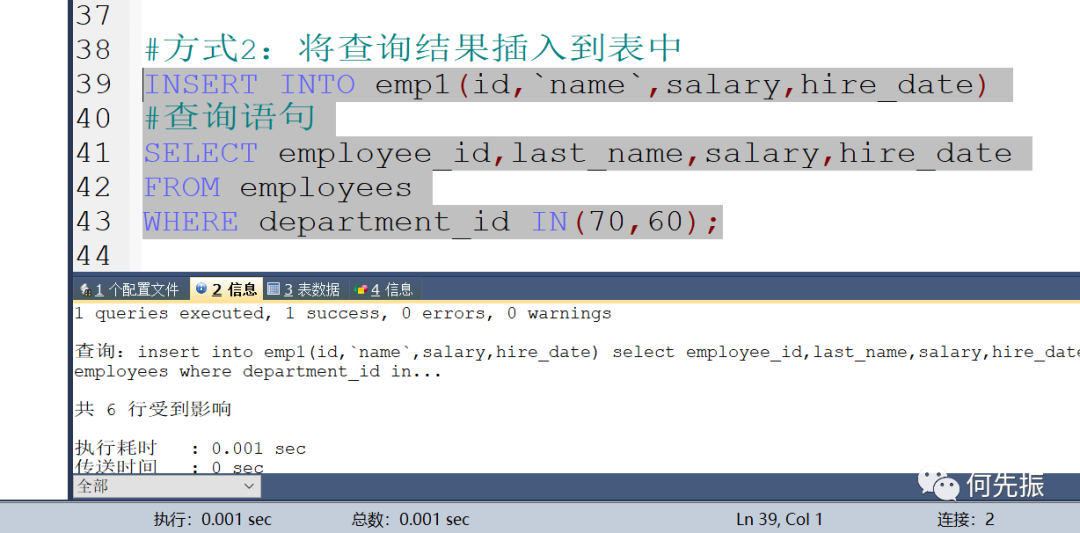 37
38 #方式2：将查询结果插入到表中
39 INSERT INTO emp1(id,`name`,salary,hire_date)
40 #查询语句
41 SELECT employee_id,last_name,salary,hire_date
42 FROM employees
43 WHERE department_id IN(70,60);
44
1 个配置文件 2 信息 3 表数据 4 信息
1 queries executed, 1 success, 0 errors, 0 warnings
查询：insert into emp1(id,`name`,salary,hire_date) select employee_id,last_name,salary,hire_date
employees where department_id in...
共 6 行受到影响
执行耗时 : 0.001 sec
传送时间 : 0 sec
全部
何先振
执行： 0.001 sec 总数： 0.001 sec Ln 39, Col 1 连接： 2